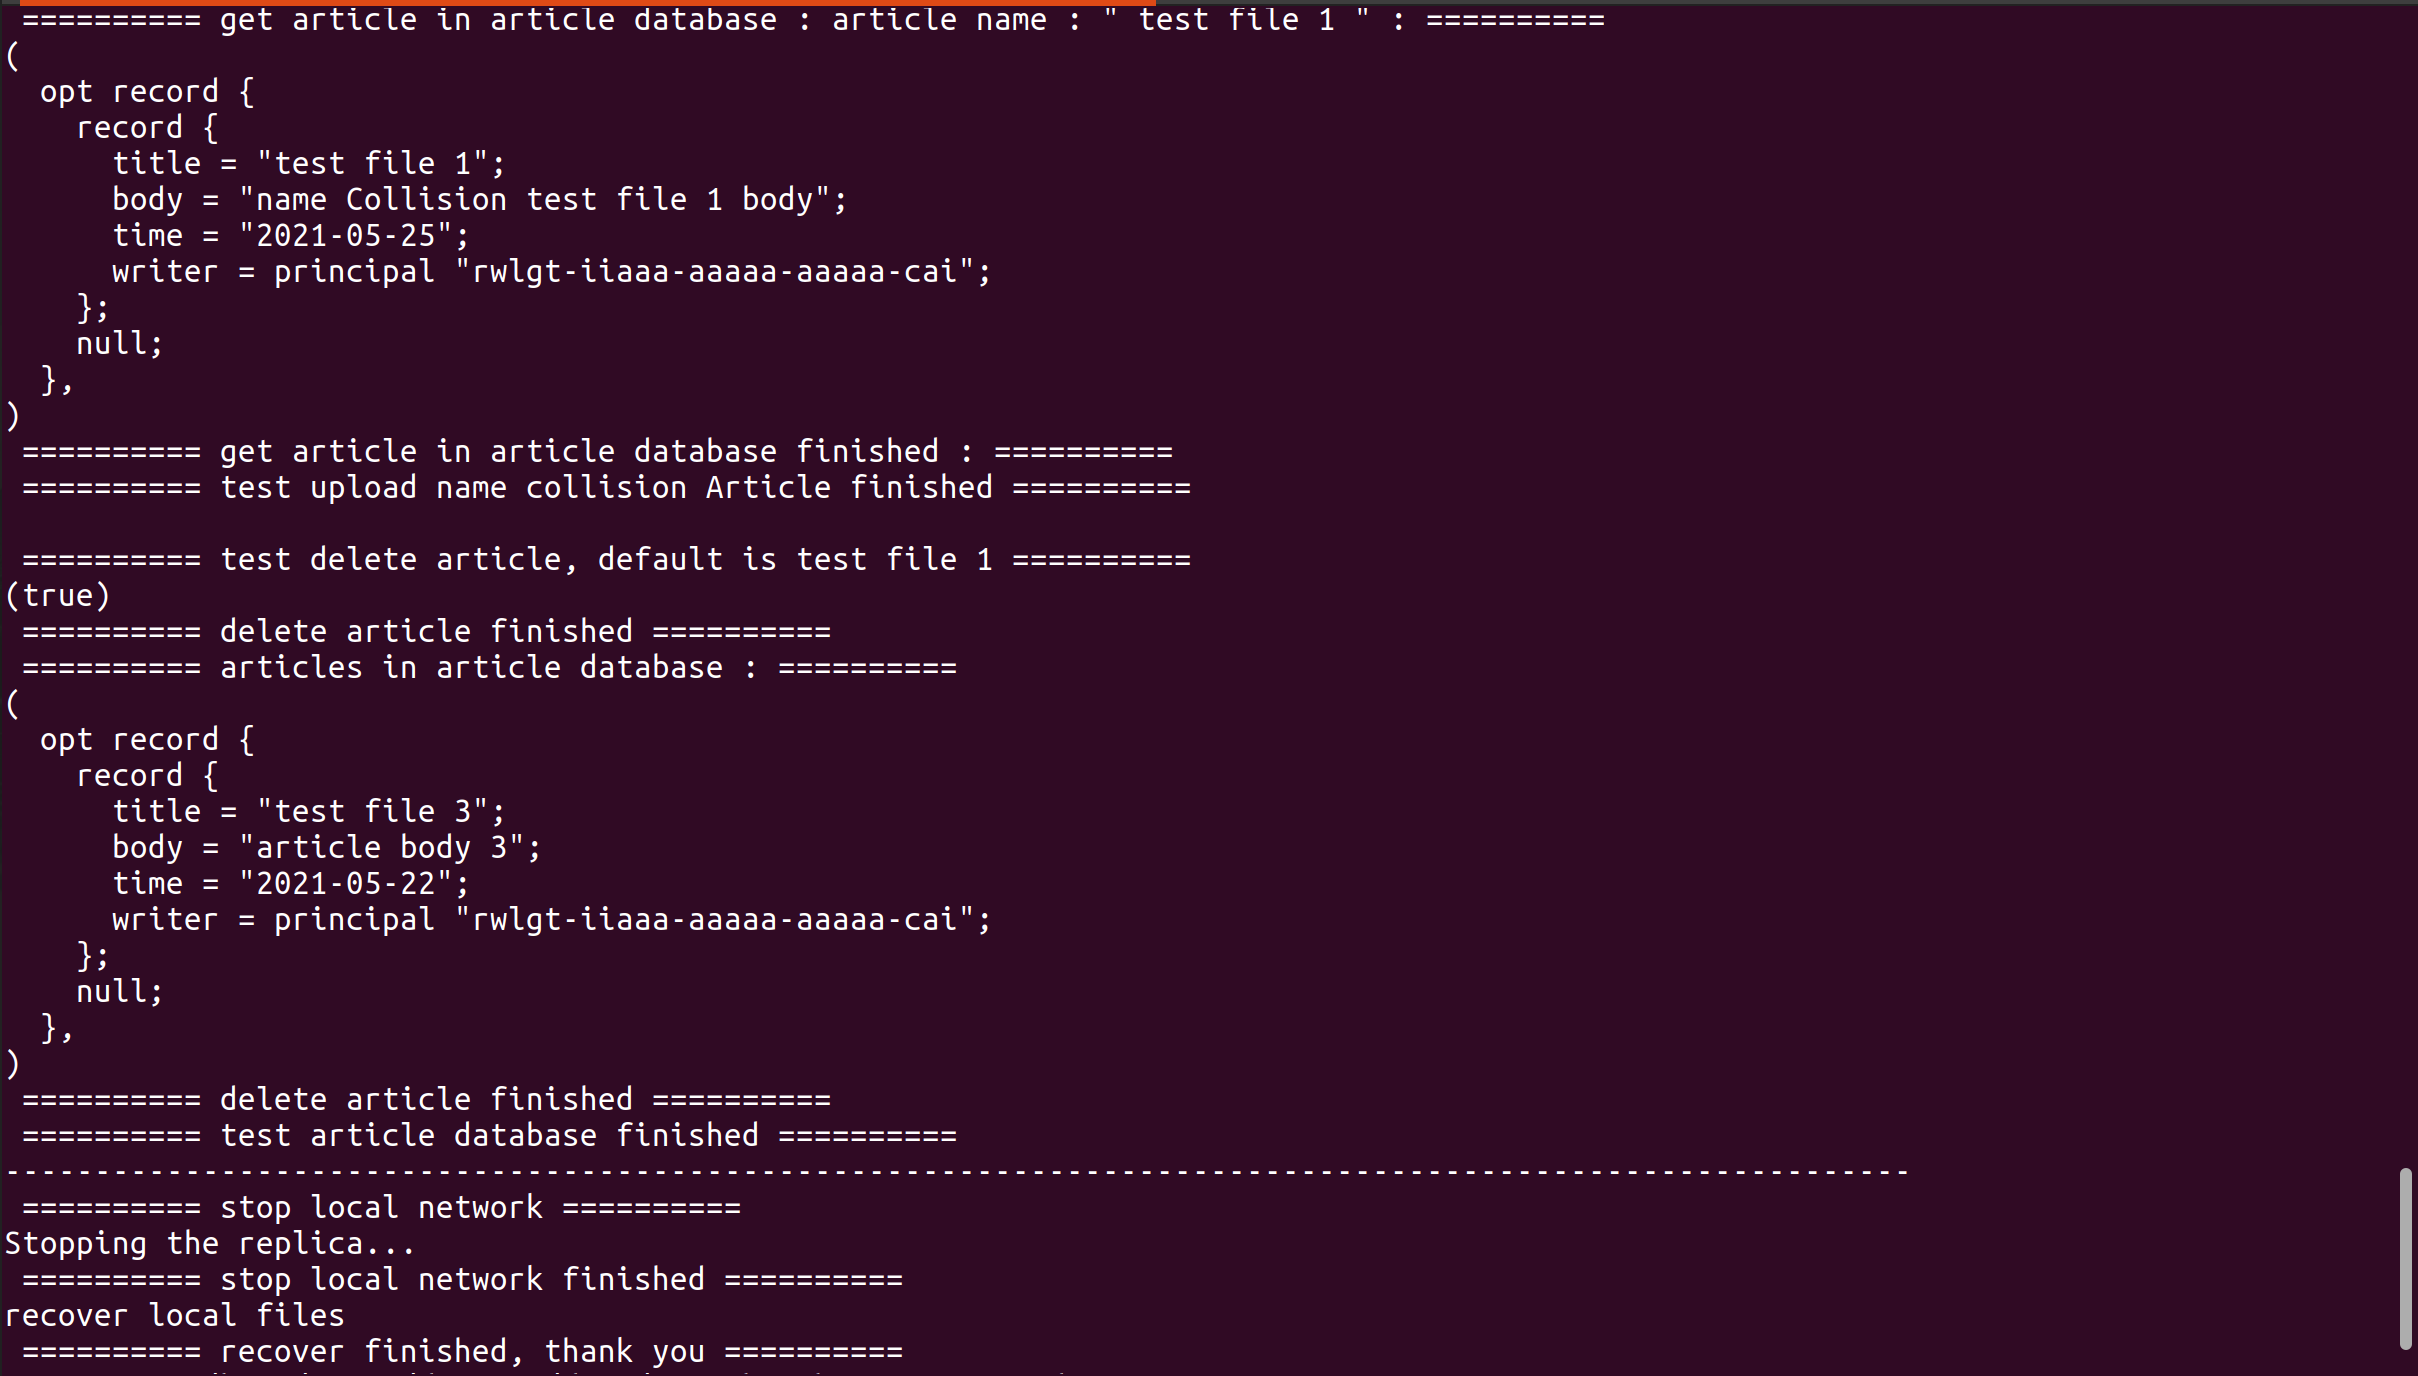 ========== get article in article database : article name : " test file 1 " : ==========
(
  opt record {
    record {
      title = "test file 1";
      body = "name Collision test file 1 body";
      time = "2021-05-25";
      writer = principal "rwlgt-iiaaa-aaaaa-aaaaa-cai";
    };
    null;
  },
)
 ========== get article in article database finished : ==========
 ========== test upload name collision Article finished ==========

 ========== test delete article, default is test file 1 ==========
(true)
 ========== delete article finished ==========
 ========== articles in article database : ==========
(
  opt record {
    record {
      title = "test file 3";
      body = "article body 3";
      time = "2021-05-22";
      writer = principal "rwlgt-iiaaa-aaaaa-aaaaa-cai";
    };
    null;
  },
)
 ========== delete article finished ==========
 ========== test article database finished ==========
----------------------------------------------------------------------------------------------------------
 ========== stop local network ==========
Stopping the replica...
 ========== stop local network finished ==========
recover local files
 ========== recover finished, thank you ==========